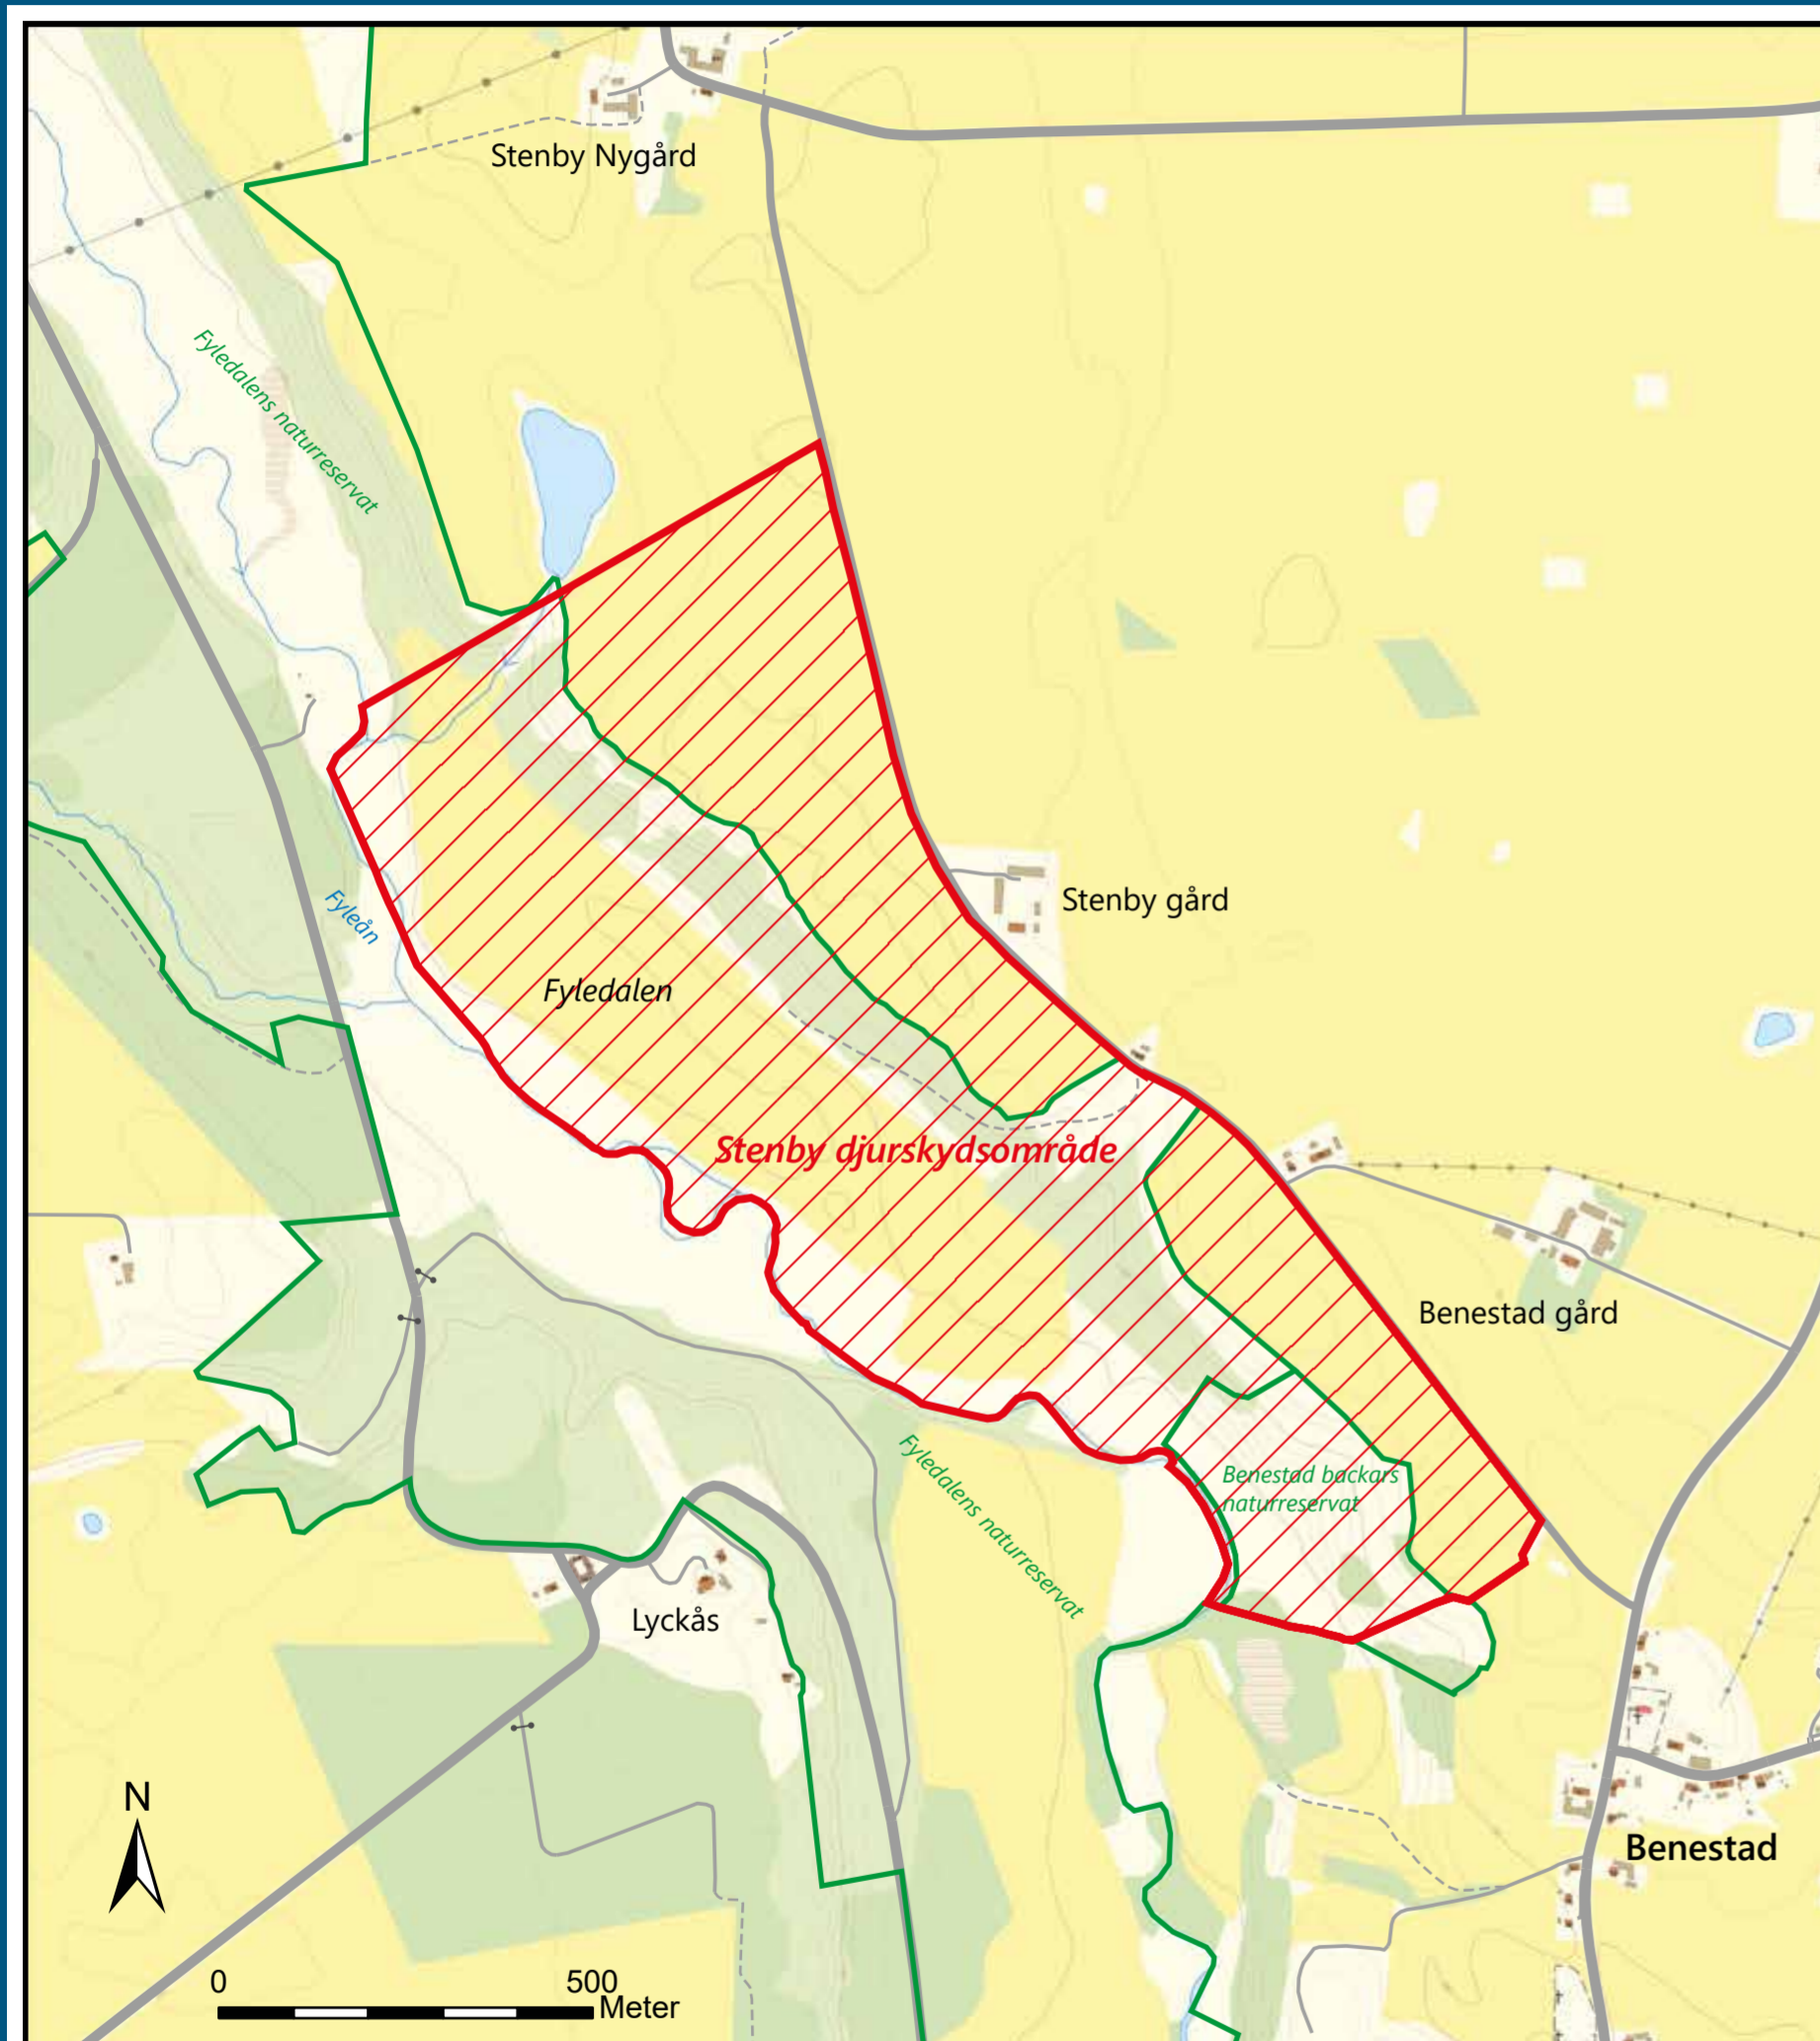 Stenby Nygård
Fyledalens naturreservat
Stenby gård
Fyleån
Fyledalen
Stenby djurskydsområde
Benestad gård
Fyledalens naturreservat
Benestad backars
naturreservat
Lyckås
N
Benestad
0 500
Meter